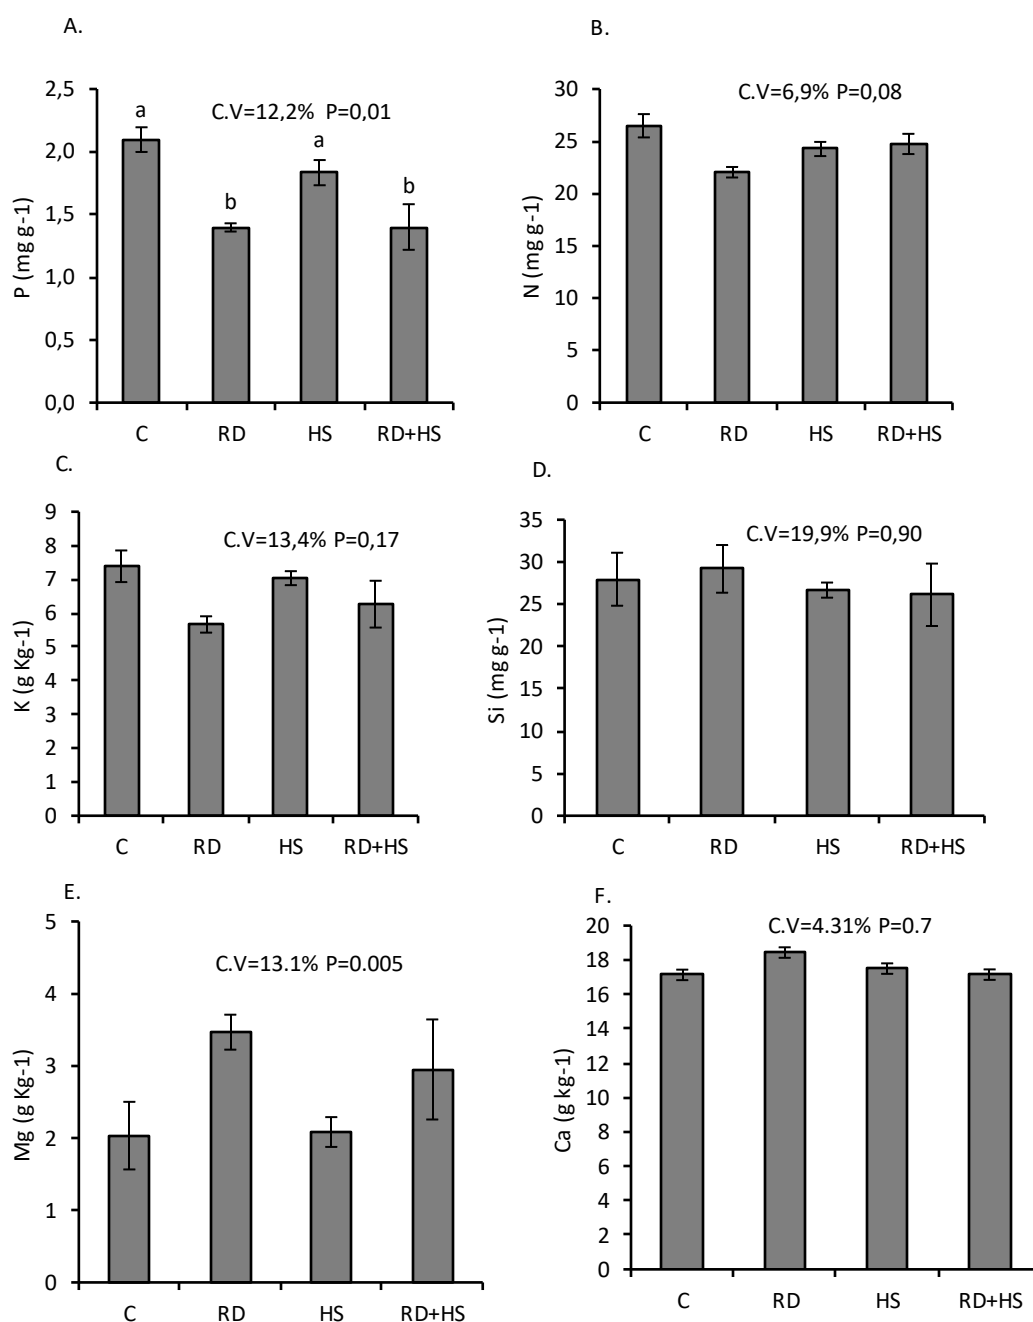 A.
P (mg g-1)
2,5
2,0
1,5
1,0
0,5
0,0
C.V=12,2% P=0,01
a
b
a
b
C RD HS RD+HS
B.
N (mg g-1)
30
25
20
15
10
5
0
C.V=6,9% P=0,08
C RD HS RD+HS
C.
K (g Kg-1)
9
8
7
6
5
4
3
2
1
0
C.V=13,4% P=0,17
C RD HS RD+HS
D.
Si (mg g-1)
35
30
25
20
15
10
5
0
C.V=19,9% P=0,90
C RD HS RD+HS
E.
Mg (g Kg-1)
5
4
3
2
1
0
C.V=13.1% P=0.005
C RD HS RD+HS
F.
Ca (g kg-1)
20
18
16
14
12
10
8
6
4
2
0
C.V=4.31% P=0.7
C RD HS RD+HS